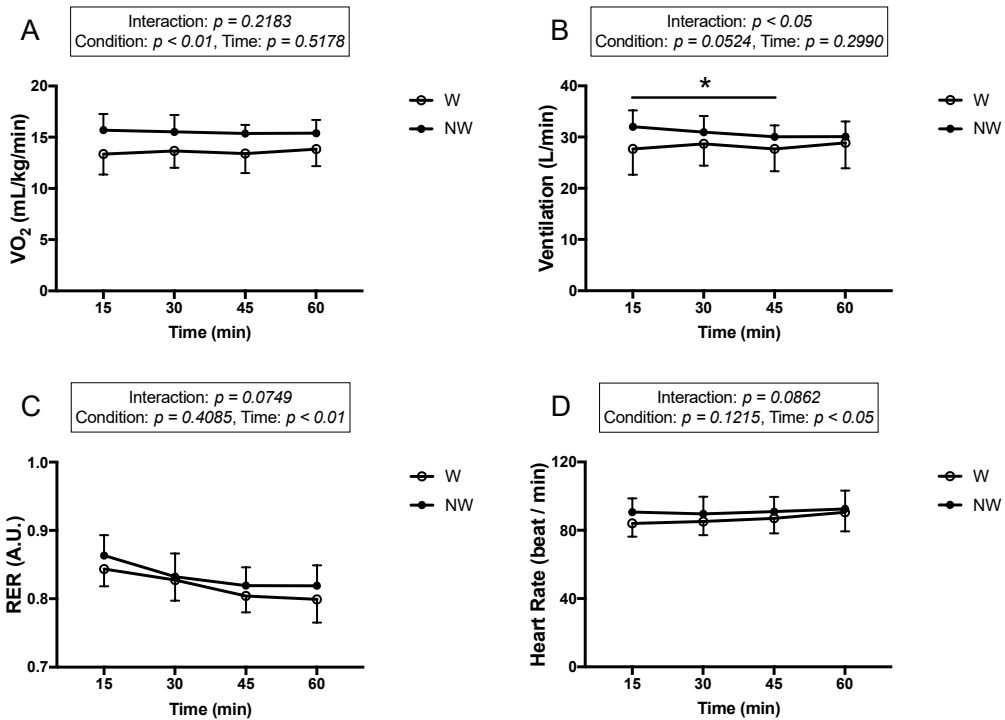 A
Interaction: p = 0.2183
Condition: p < 0.01, Time: p = 0.5178
VO2 (mL/kg/min)
20
15
10
5
0
15 30 45 60
Time (min)
W
NW
B
Interaction: p < 0.05
Condition: p = 0.0524, Time: p = 0.2990
Ventilation (L/min)
40
30
20
10
0
*
15 30 45 60
Time (min)
W
NW
C
Interaction: p = 0.0749
Condition: p = 0.4085, Time: p < 0.01
RER (A.U.)
1.0
0.9
0.8
0.7
15 30 45 60
Time (min)
W
NW
D
Interaction: p = 0.0862
Condition: p = 0.1215, Time: p < 0.05
Heart Rate (beat / min)
120
80
40
0
15 30 45 60
Time (min)
W
NW